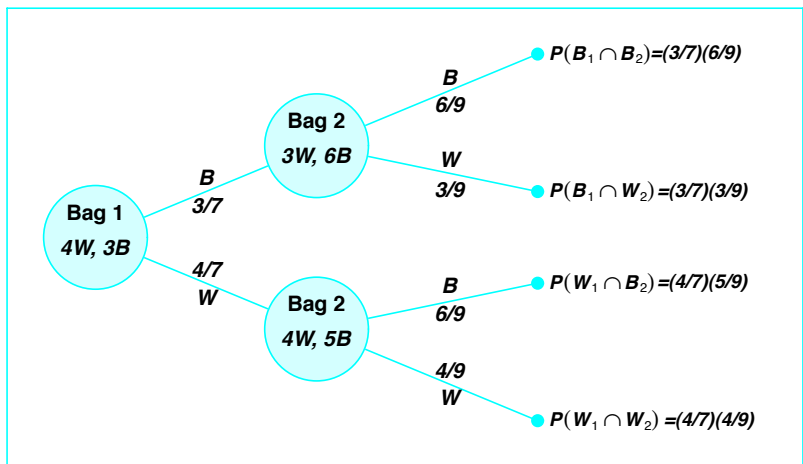 P(B₁ ∩ B₂)=(3/7)(6/9)
B
6/9
Bag 2
3W, 6B
W
3/9
B
3/7
P(B₁ ∩ W₂) =(3/7)(3/9)
Bag 1
4W, 3B
4/7
W
P(W₁ ∩ B₂)=(4/7)(5/9)
B
6/9
Bag 2
4W, 5B
4/9
W
P(W₁ ∩ W₂) =(4/7)(4/9)